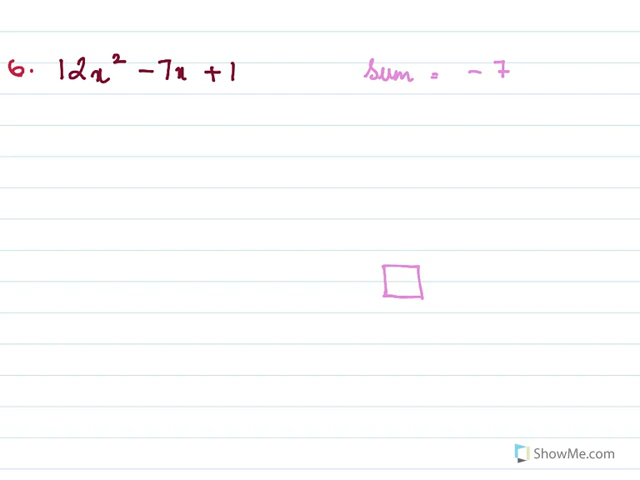 6. 12x² - 7x + 1 sum = - 7
ShowMe.com